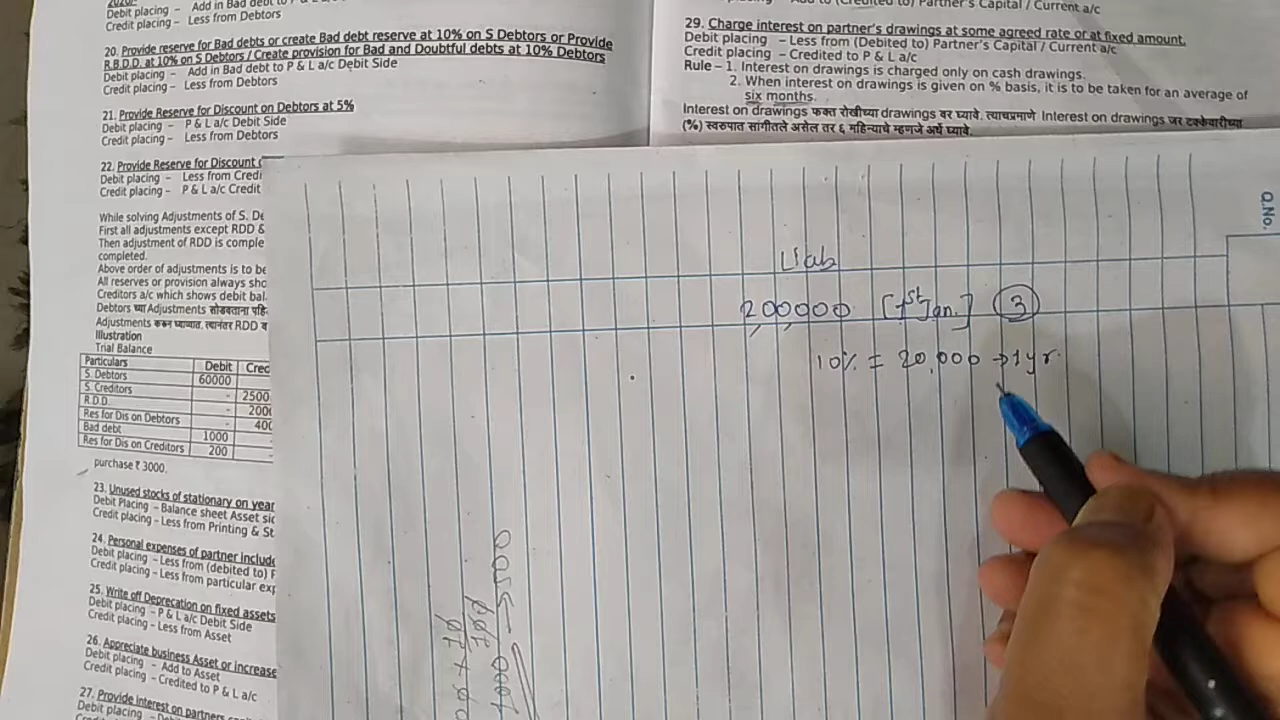 Debit placing – Add in Bad debt to P & L a/c
Credit placing – Less from Debtors
20. Provide reserve for Bad debts or create Bad debt reserve at 10% on S Debtors or Provide
R.B.D.D. at 10% on S Debtors / Create provision for Bad and Doubtful debts at 10% Debtors
Debit placing – Add in Bad debt to P & L a/c Debit Side
Credit placing – Less from Debtors
21. Provide Reserve for Discount on Debtors at 5%
Debit placing – P & L a/c Debit Side
Credit placing – Less from Debtors
22. Provide Reserve for Discount
Debit placing – Less from Credi
Credit placing – P & L a/c Credit
While solving Adjustments of S. De
First all adjustments except RDD &
Then adjustment of RDD is comple
completed.
Above order of adjustments is to be
All reserves or provision always sho
Creditors a/c which shows debit bal
Debtors च्या Adjustments सोडवताना पहि
Adjustments करून घ्याव्यात. त्यानंतर RDD व
Illustration
Trial Balance
Particulars Debit Cred
S. Debtors 60000
S. Creditors - 2500
R.D.D. - 200
Res for Dis on Debtors - 40
Bad debt 1000
Res for Dis on Creditors 200 -
purchase ₹ 3000.
23. Unused stocks of stationary on year
Debit Placing – Balance sheet Asset sid
Credit placing – Less from Printing & St
24. Personal expenses of partner include
Debit placing – Less from (debited to) P
Credit placing – Less from particular exp
25. Write off Deprecation on fixed assets
Debit placing – P & L a/c Debit Side
Credit placing – Less from Asset
26. Appreciate business Asset or increase
Debit placing – Add to Asset
Credit placing – Credited to P & L a/c
27. Provide Interest on partners
Partner's Capital / Current a/c
29. Charge interest on partner's drawings at some agreed rate or at fixed amount.
Debit placing – Less from (Debited to) Partner's Capital / Current a/c
Credit placing – Credited to P & L a/c
Rule – 1. Interest on drawings is charged only on cash drawings.
2. When interest on drawings is given on % basis, it is to be taken for an average of
six months.
Interest on drawings फक्त रोखीच्या drawings वर घ्यावे. त्याचप्रमाणे Interest on drawings जर टक्केवारीच्या
(%) स्वरुपात सांगीतले असेल तर ६ महिन्याचे म्हणजे अर्धे घ्यावे.
Q.No.
Liab
200000 [1st Jan.] 3
10% = 20,000 → 1 yr.